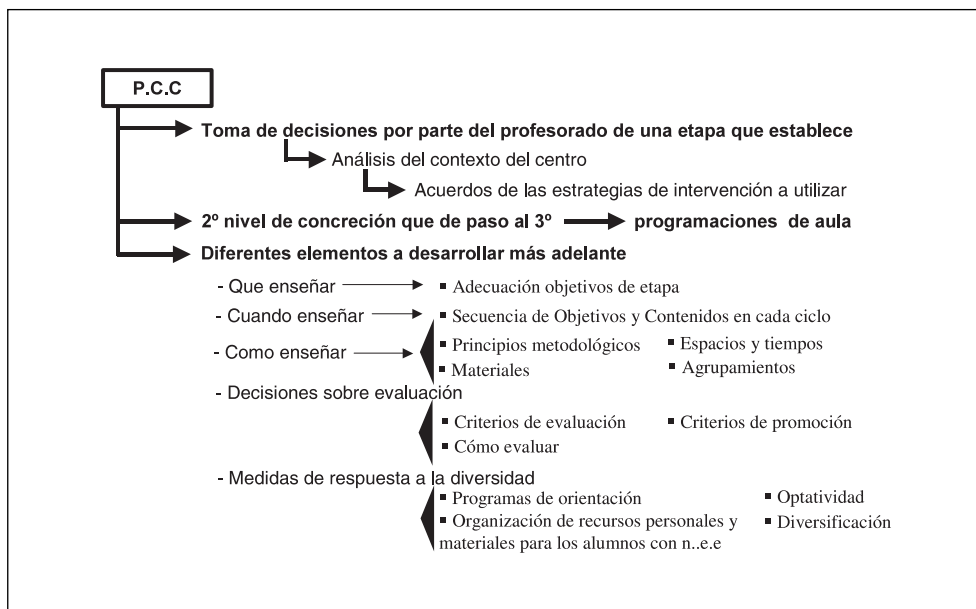 P.C.C
Toma de decisiones por parte del profesorado de una etapa que establece
Análisis del contexto del centro
Acuerdos de las estrategias de intervención a utilizar
2º nivel de concreción que de paso al 3º programaciones de aula
Diferentes elementos a desarrollar más adelante
- Que enseñar ▪ Adecuación objetivos de etapa
- Cuando enseñar ▪ Secuencia de Objetivos y Contenidos en cada ciclo
- Como enseñar
▪ Principios metodológicos ▪ Espacios y tiempos
▪ Materiales ▪ Agrupamientos
- Decisiones sobre evaluación
▪ Criterios de evaluación ▪ Criterios de promoción
▪ Cómo evaluar
- Medidas de respuesta a la diversidad
▪ Programas de orientación ▪ Optatividad
▪ Organización de recursos personales y ▪ Diversificación
materiales para los alumnos con n..e.e